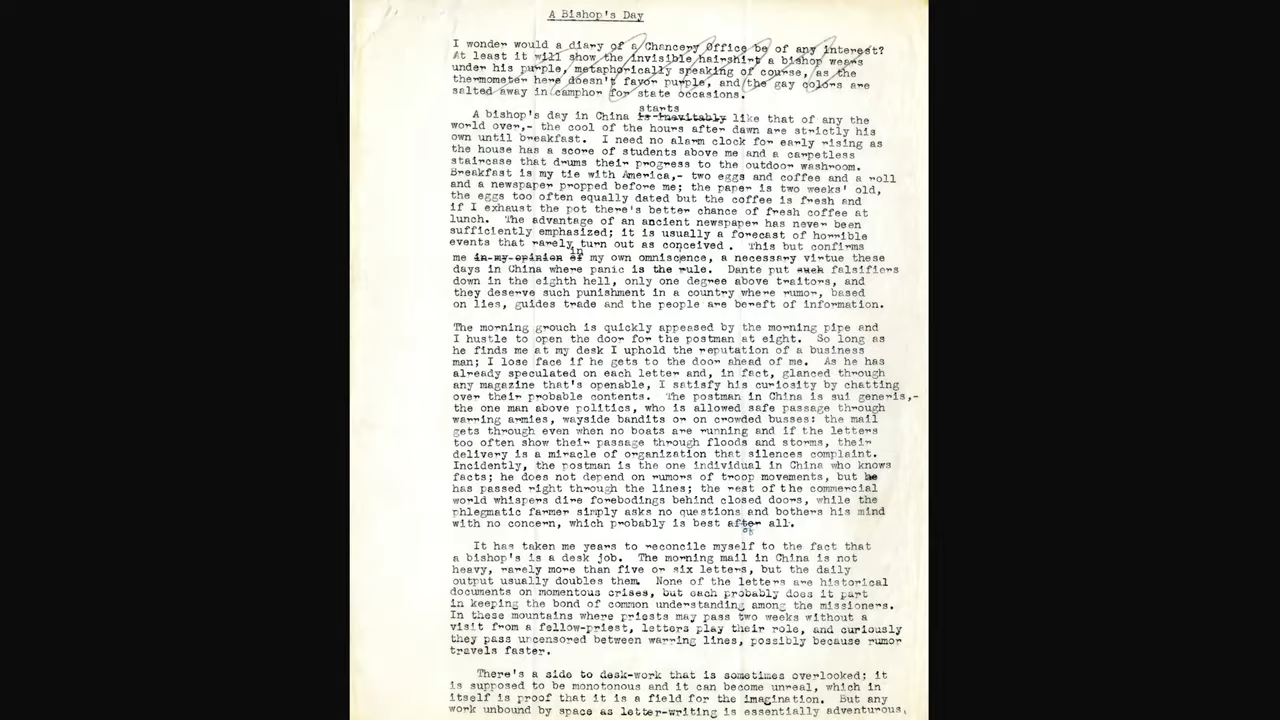 A Bishop's Day
I wonder would a diary of a Chancery Office be of any interest?
At least it will show the invisible hairshirt a bishop wears
under his purple, metaphorically speaking of course, as the
thermometer here doesn't favor purple, and the gay colors are
salted away in camphor for state occasions.
starts
A bishop's day in China is inevitably like that of any the
world over,- the cool of the hours after dawn are strictly his
own until breakfast. I need no alarm clock for early rising as
the house has a score of students above me and a carpetless
staircase that drums their progress to the outdoor washroom.
Breakfast is my tie with America,- two eggs and coffee and a roll
and a newspaper propped before me; the paper is two weeks' old,
the eggs too often equally dated but the coffee is fresh and
if I exhaust the pot there's better chance of fresh coffee at
lunch. The advantage of an ancient newspaper has never been
sufficiently emphasized; it is usually a forecast of horrible
events that rarely turn out as conceived . This but confirms
in
me in my opinion of my own omniscience, a necessary virtue these
days in China where panic is the rule. Dante put such falsifiers
down in the eighth hell, only one degree above traitors, and
they deserve such punishment in a country where rumor, based
on lies, guides trade and the people are bereft of information.
The morning grouch is quickly appeased by the morning pipe and
I hustle to open the door for the postman at eight. So long as
he finds me at my desk I uphold the reputation of a business
man; I lose face if he gets to the door ahead of me. As he has
already speculated on each letter and, in fact, glanced through
any magazine that's openable, I satisfy his curiosity by chatting
over their probable contents. The postman in China is sui generis,-
the one man above politics, who is allowed safe passage through
warring armies, wayside bandits or on crowded busses: the mail
gets through even when no boats are running and if the letters
too often show their passage through floods and storms, their
delivery is a miracle of organization that silences complaint.
Incidently, the postman is the one individual in China who knows
facts; he does not depend on rumors of troop movements, but he
has passed right through the lines; the rest of the commercial
world whispers dire forebodings behind closed doors, while the
phlegmatic farmer simply asks no questions and bothers his mind
with no concern, which probably is best after all.
of
It has taken me years to reconcile myself to the fact that
a bishop's is a desk job. The morning mail in China is not
heavy, rarely more than five or six letters, but the daily
output usually doubles them. None of the letters are historical
documents on momentous crises, but each probably does it part
in keeping the bond of common understanding among the missioners.
In these mountains where priests may pass two weeks without a
visit from a fellow-priest, letters play their role, and curiously
they pass uncensored between warring lines, possibly because rumor
travels faster.
There's a side to desk-work that is sometimes overlooked; it
is supposed to be monotonous and it can become unreal, which in
itself is proof that it is a field for the imagination. But any
work unbound by space as letter-writing is essentially adventurous,